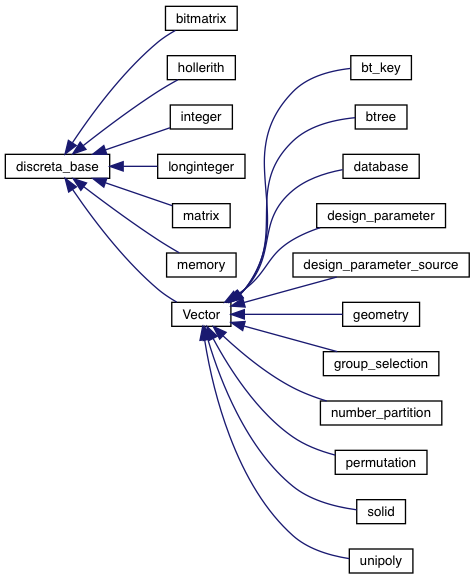 bitmatrix
hollerith
bt_key
integer
btree
discreta_base
longinteger
database
matrix
design_parameter
memory
design_parameter_source
Vector
geometry
group_selection
number_partition
permutation
solid
unipoly